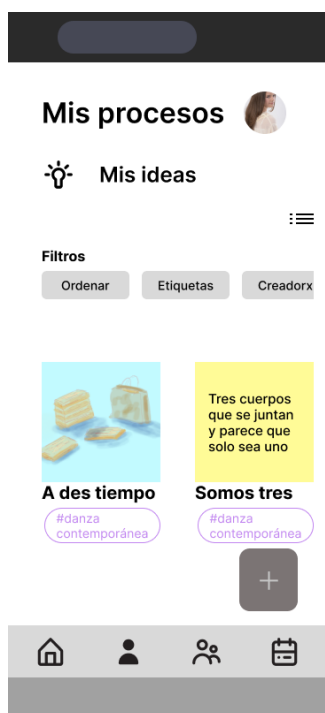 Mis procesos
Mis ideas
Filtros
Ordenar
Etiquetas
Creadorx
Tres cuerpos
que se juntan
y parece que
solo sea uno
A des tiempo
Somos tres
#danza
contemporánea
#danza
contemporánea